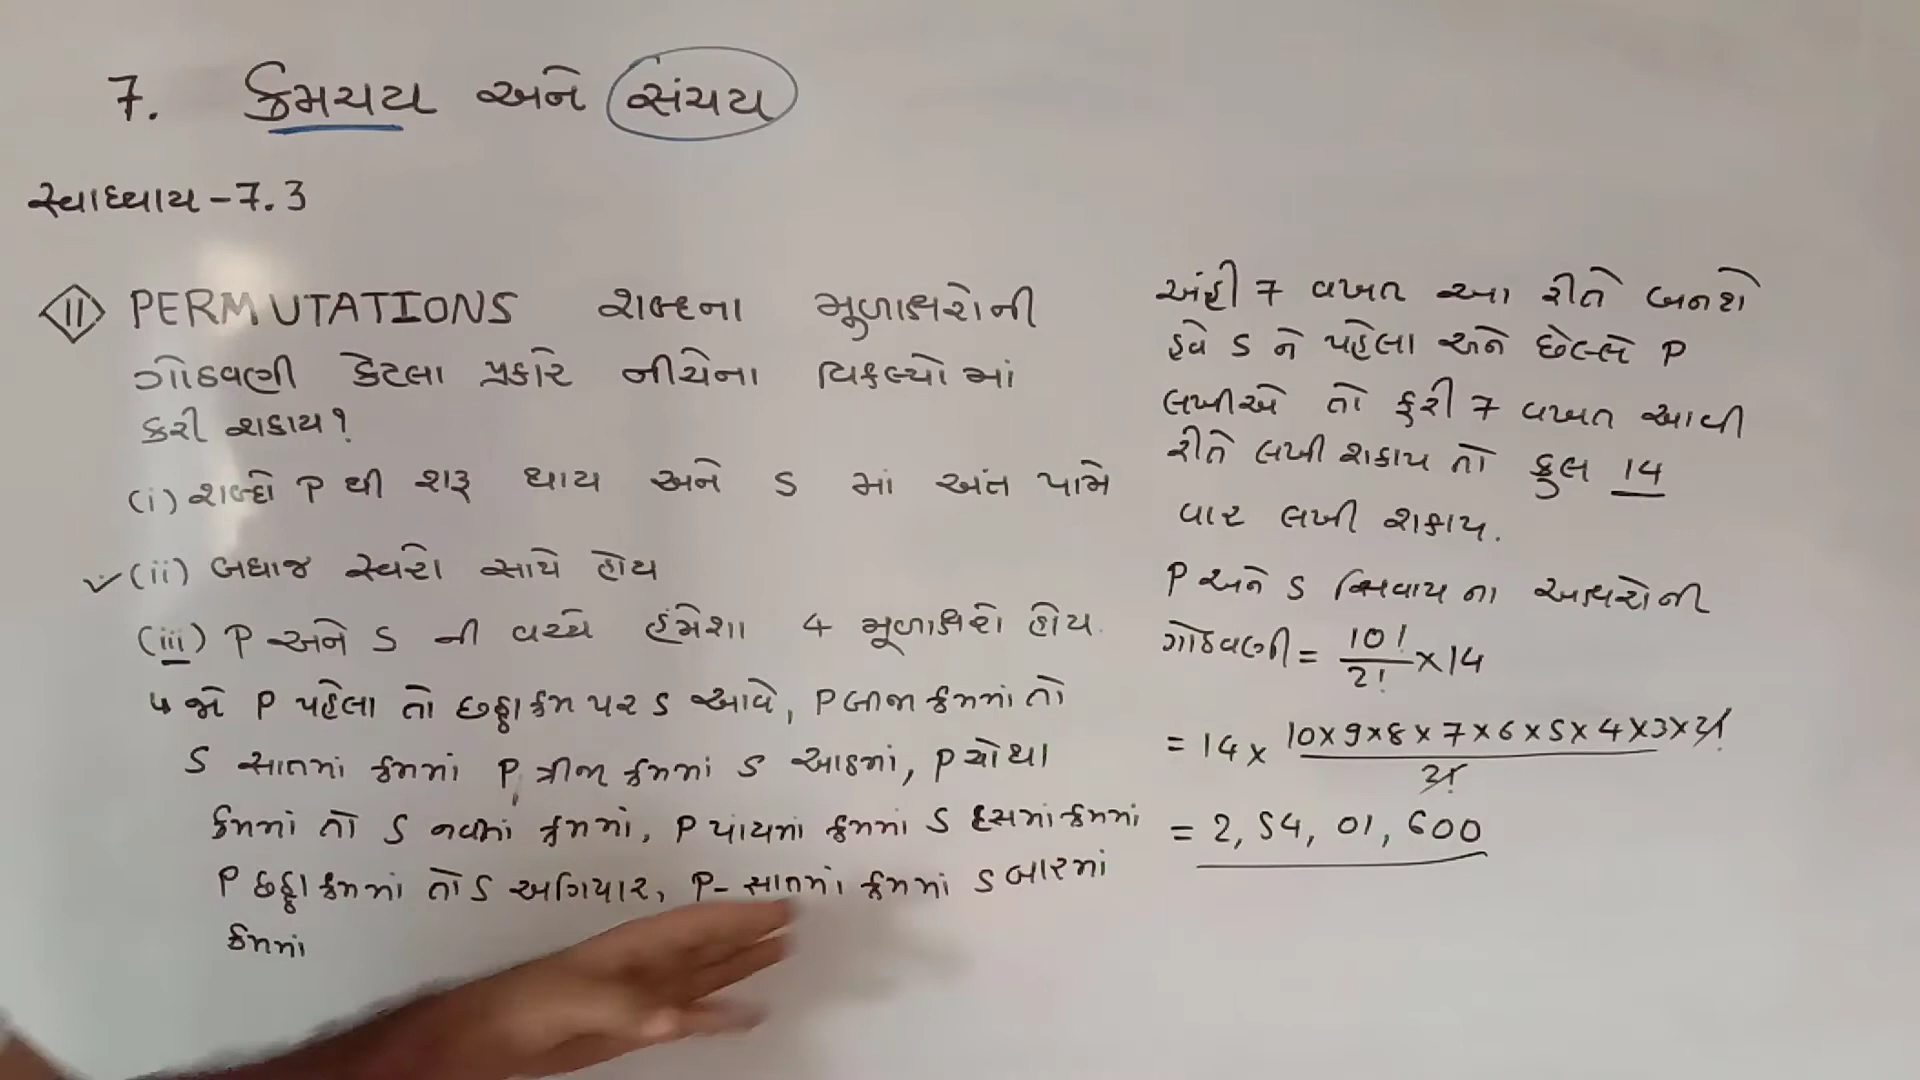 7. ક્રમચય અને સંચય
સ્વાધ્યાય - 7.3
11 PERMUTATIONS શબ્દના મૂળાક્ષરોની
ગોઠવણી કેટલા પ્રકારે નીચેના વિકલ્પોમાં
કરી શકાય?
(i) શબ્દો P થી શરૂ થાય અને S માં અંત પામે
(ii) બધાજ સ્વરો સાથે હોય
(iii) P અને S ની વચ્ચે હંમેશા 4 મૂળાક્ષરો હોય.
જો P પહેલા તો છઠ્ઠા ક્રમ પર S આવે, P બીજા ક્રમમાં તો
S સાતમાં ક્રમમાં P ત્રીજા ક્રમમાં S આઠમાં, P ચોથા
ક્રમમાં તો S નવમાં ક્રમમાં, P પાંચમાં ક્રમમાં S દસમાં ક્રમમાં
P છઠ્ઠા ક્રમમાં તો S અગિયાર, P - સાતમાં ક્રમમાં S બારમાં
ક્રમમાં
અંહી 7 વખત આ રીતે બનશે
હવે S ને પહેલા અને છેલ્લે P
લખીએ તો ફરી 7 વખત આવી
રીતે લખી શકાય તો કુલ 14
વાર લખી શકાય.
P અને S સિવાય ના અક્ષરોની
ગોઠવણી = 10!/2! × 14
= 14 × 10×9×8×7×6×5×4×3×2!/2!
= 2,54,01,600